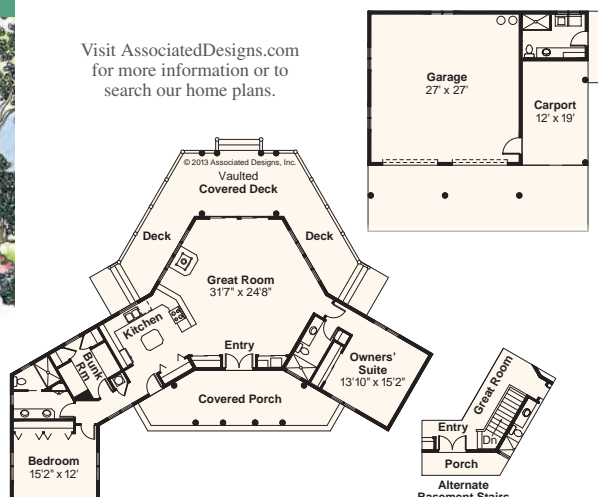 Visit AssociatedDesigns.com
for more information or to
search our home plans.
Garage
27' x 27'
Carport
12' x 19'
© 2013 Associated Designs, Inc.
Vaulted
Covered Deck
Deck
Deck
Great Room
31'7" x 24'8"
Kitchen
Bunk
Rm
Entry
Owners'
Suite
13'10" x 15'2"
Covered Porch
Bedroom
15'2" x 12'
Great Room
Entry
Dn
Porch
Alternate
Basement Stairs